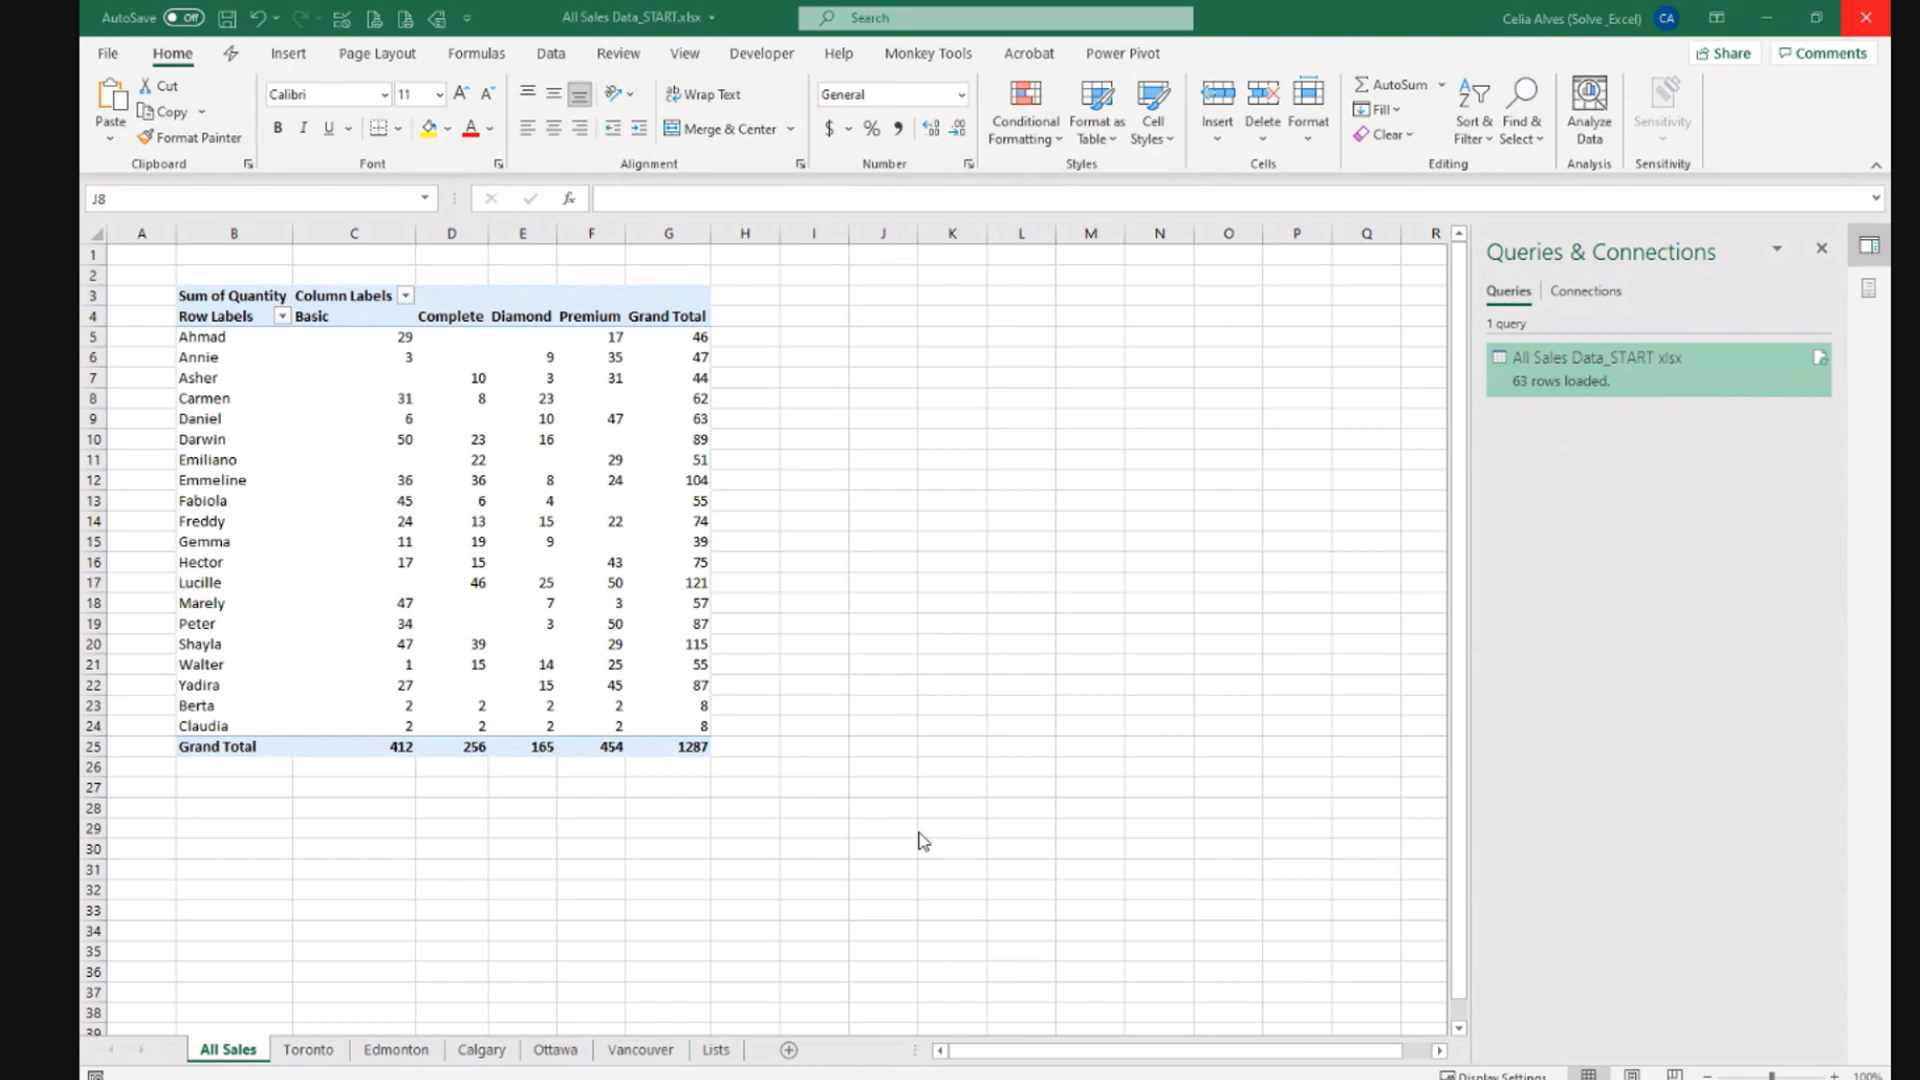 AutoSave Off All Sales Data_START.xlsx Search Celia Alves (Solve_Excel) CA
File Home Insert Page Layout Formulas Data Review View Developer Help Monkey Tools Acrobat Power Pivot Share Comments
Paste Cut Copy Format Painter Clipboard
Calibri 11 B I U A Font
Wrap Text Merge & Center Alignment
General $ % Number
Conditional Formatting Format as Table Cell Styles Styles
Insert Delete Format Cells
AutoSum Fill Clear Sort & Filter Find & Select Editing
Analyze Data Analysis
Sensitivity Sensitivity
J8 fx
A B C D E F G H I J K L M N O P Q R
1
2
3 Sum of Quantity Column Labels
4 Row Labels Basic Complete Diamond Premium Grand Total
5 Ahmad 29 17 46
6 Annie 3 9 35 47
7 Asher 10 3 31 44
8 Carmen 31 8 23 62
9 Daniel 6 10 47 63
10 Darwin 50 23 16 89
11 Emiliano 22 29 51
12 Emmeline 36 36 8 24 104
13 Fabiola 45 6 4 55
14 Freddy 24 13 15 22 74
15 Gemma 11 19 9 39
16 Hector 17 15 43 75
17 Lucille 46 25 50 121
18 Marely 47 7 3 57
19 Peter 34 3 50 87
20 Shayla 47 39 29 115
21 Walter 1 15 14 25 55
22 Yadira 27 15 45 87
23 Berta 2 2 2 2 8
24 Claudia 2 2 2 2 8
25 Grand Total 412 256 165 454 1287
26
27
28
29
30
31
32
33
34
35
36
37
38
39
Queries & Connections
Queries Connections
1 query
All Sales Data_START xlsx
63 rows loaded.
All Sales Toronto Edmonton Calgary Ottawa Vancouver Lists
Display Settings 100%